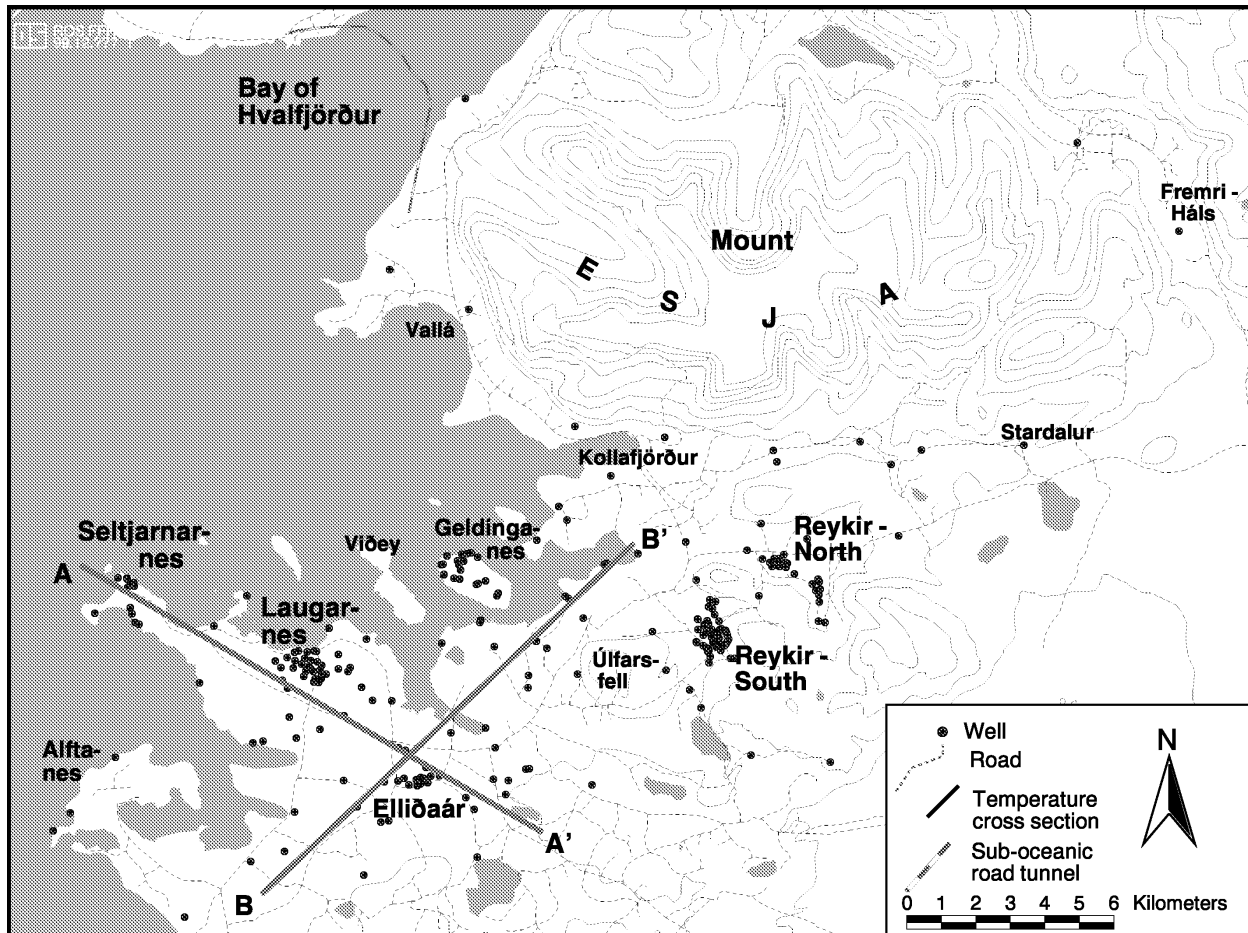 Bay of
Hvalfjörður
Fremri -
Háls
Mount
E
S
J
A
Vallá
Stardalur
Kollafjörður
Seltjarnar-
nes
Geldínga-
nes
Viðey
Reykir -
North
A
B'
Laugar-
nes
Úlfars-
fell
Reykir -
South
Alfta-
nes
Elliðaár
A'
B
Well
Road
Temperature
cross section
Sub-oceanic
road tunnel
N
0 1 2 3 4 5 6 Kilometers